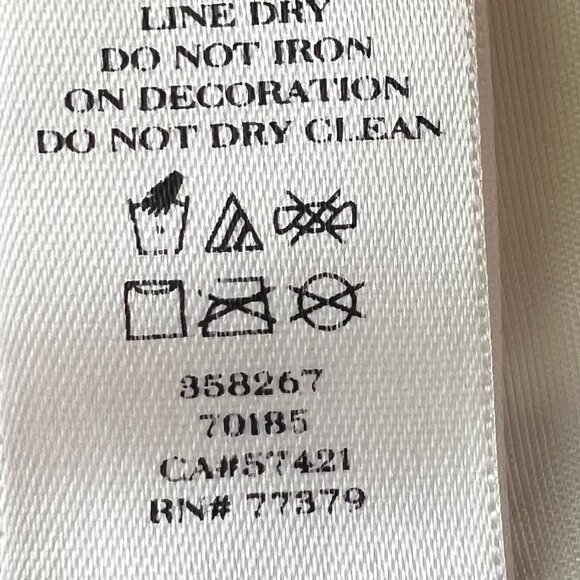 LINE DRY
DO NOT IRON
ON DECORATION
DO NOT DRY CLEAN
358267
70185
CA#57421
RN# 77379